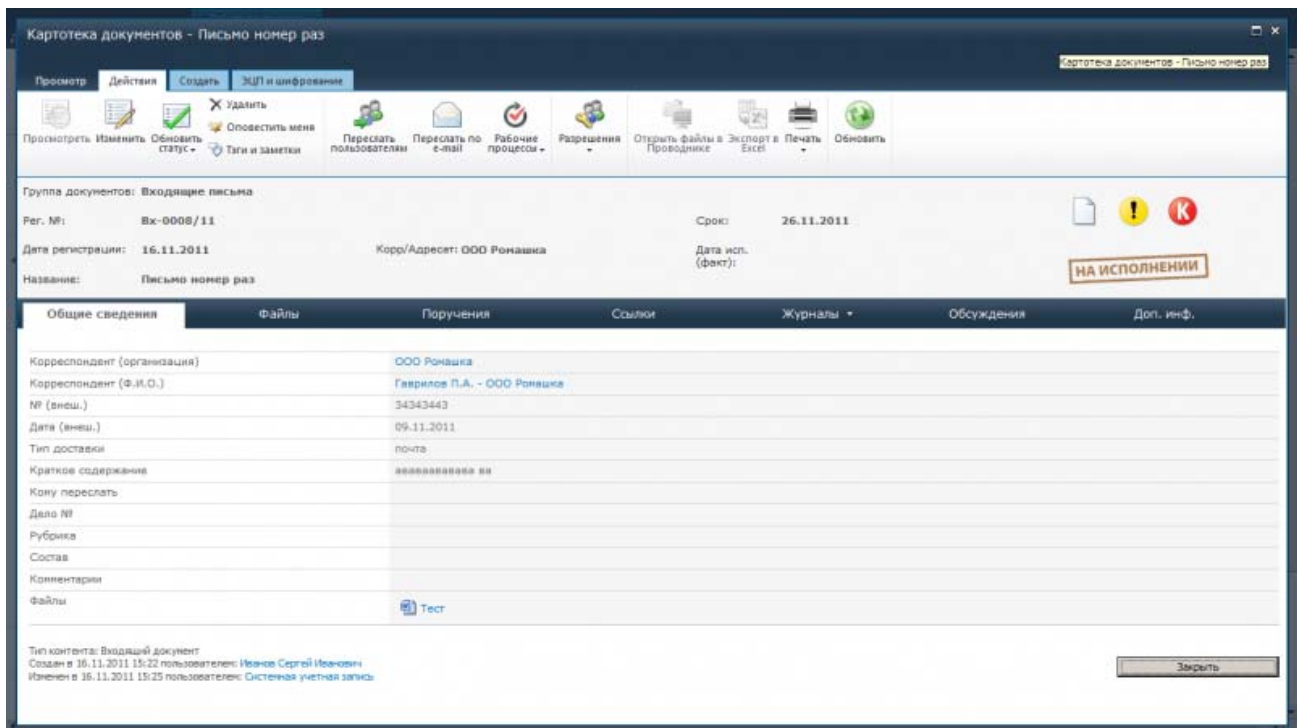 Картотека документов - Письмо номер раз
Картотека документов - Письмо номер раз
Просмотр Действия Создать ЭЦП и шифрование
Просмотреть Изменить Обновить статус Удалить
Оповестить меня
Тэги и заметки
Переслать пользователям Переслать по e-mail Рабочие процессы Разрешения Открыть файлы в Проводнике Экспорт в Excel Печать Обновить
Группа документов: Входящие письма
Рег. №: Вх-0008/11 Срок: 26.11.2011
Дата регистрации: 16.11.2011 Корр/Адресат: ООО Ромашка Дата исп. (факт):
Название: Письмо номер раз
! К
НА ИСПОЛНЕНИИ
Общие сведения Файлы Поручения Ссылки Журналы Обсуждения Доп. инф.
Корреспондент (организация) ООО Ромашка
Корреспондент (Ф.И.О.) Гаврилов П.А. - ООО Ромашка
№ (внеш.) 34343443
Дата (внеш.) 09.11.2011
Тип доставки почта
Краткое содержание
Кому переслать
Дело №
Рубрика
Состав
Комментарии
Файлы Тест
Тип контента: Входящий документ
Создан в 16.11.2011 15:22 пользователем: Иванов Сергей Иванович
Изменен в 16.11.2011 15:25 пользователем: Системная учетная запись
Закрыть